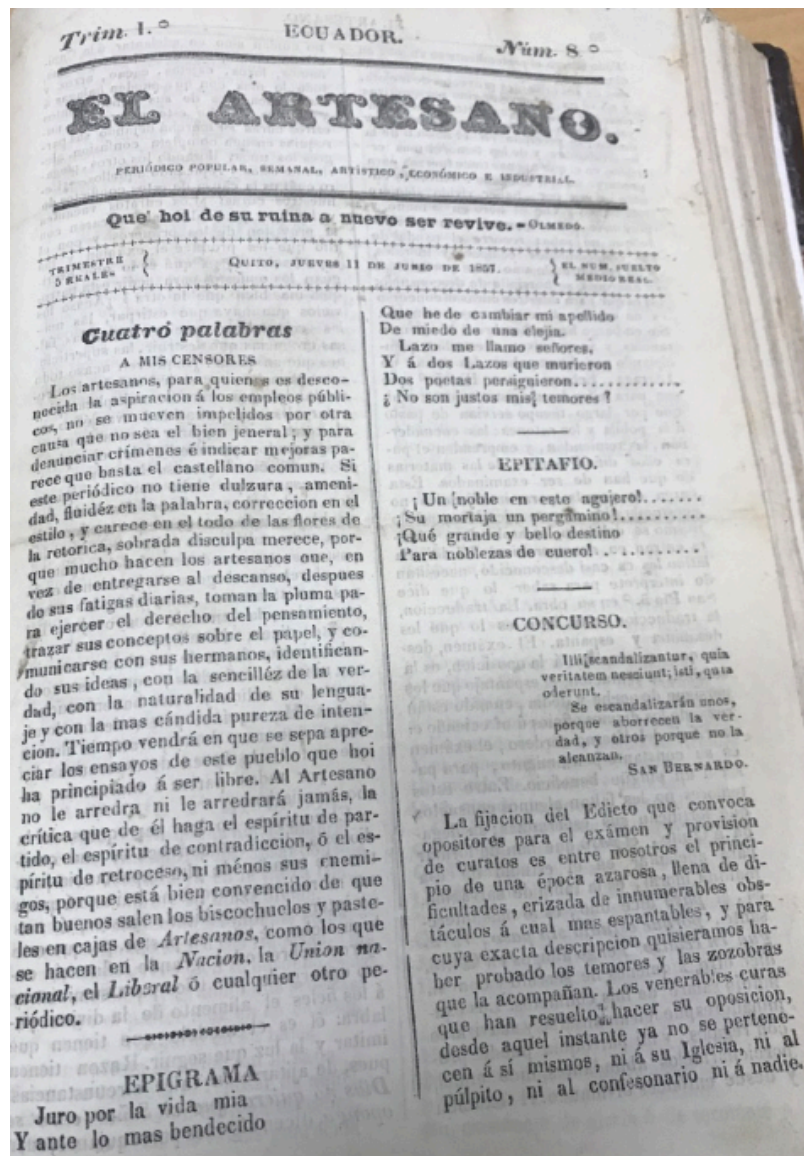 Trim. 1.º
ECUADOR.
Núm. 8º
EL ARTESANO.
PERIÓDICO POPULAR, SEMANAL, ARTISTICO, ECONÓMICO E INDUSTRIAL.
Que' hoi de su ruina a nuevo ser revive.-OLMEDO.
TRIMESTRE
5 REALES
QUITO, JUEVES 11 DE JUNIO DE 1857.
EL NUM. SUELTO
MEDIO REAL.
Cuatró palabras
A MIS CENSORES
Los artesanos, para quienes es desco-
nocida la aspiracion á los empleos públi-
cos, no se mueven impelidos por otra
causa que no sea el bien jeneral; y para
denunciar crímenes é indicar mejoras pa-
rece que basta el castellano comun. Si
este periódico no tiene dulzura, ameni-
dad, fluidéz en la palabra, correccion en el
estilo, y carece en el todo de las flores de
la retorica, sobrada disculpa merece, por-
que mucho hacen los artesanos que, en
vez de entregarse al descanso, despues
de sus fatigas diarias, toman la pluma pa-
ra ejercer el derecho del pensamiento,
trazar sus conceptos sobre el papel, y co-
municarse con sus hermanos, identifican-
do sus ideas, con la sencilléz de la ver-
dad, con la naturalidad de su lengua-
je y con la mas cándida pureza de inten-
cion. Tiempo vendrá en que se sepa apre-
ciar los ensayos de este pueblo que hoi
ha principiado á ser libre. Al Artesano
no le arredra ni le arredrará jamás, la
crítica que de él haga el espíritu de par-
tido, el espíritu de contradiccion, ó el es-
píritu de retroceso, ni ménos sus enemi-
gos, porque está bien convencido de que
tan buenos salen los biscochuelos y paste-
les en cajas de Artesanos, como los que
se hacen en la Nacion, la Union na-
cional, el Liberal ó cualquier otro pe-
riódico.
EPIGRAMA
Juro por la vida mia
Y ante lo mas bendecido
Que he de cambiar mi apellido
De miedo de una elejia.
Lazo me llamo señores,
Y á dos Lazos que murieron
Dos poetas persiguieron............
¿ No son justos mis temores ?
EPITAFIO.
¡ Un noble en este agujero!.......
¡Su mortaja un pergamino!..........
¡Qué grande y bello destino
Para noblezas de cuero!...........
CONCURSO.
Illi scandalizantur, quia
veritatem nesciunt; isti, quia
oderunt.
Se escandalizarán unos,
porque aborrecen la ver-
dad, y otros porque no la
alcanzan.
SAN BERNARDO.
La fijacion del Edicto que convoca
opositores para el exámen y provision
de curatos es entre nosotros el princi-
pio de una época azarosa, llena de di-
ficultades, erizada de innumerables obs-
táculos á cual mas espantables, y para
cuya exacta descripcion quisieramos ha-
ber probado los temores y las zozobras
que la acompañan. Los venerables curas
que han resuelto hacer su oposicion,
desde aquel instante ya no se pertene-
cen á sí mismos, ni á su Iglesia, ni al
púlpito, ni al confesonario ni á nadie.